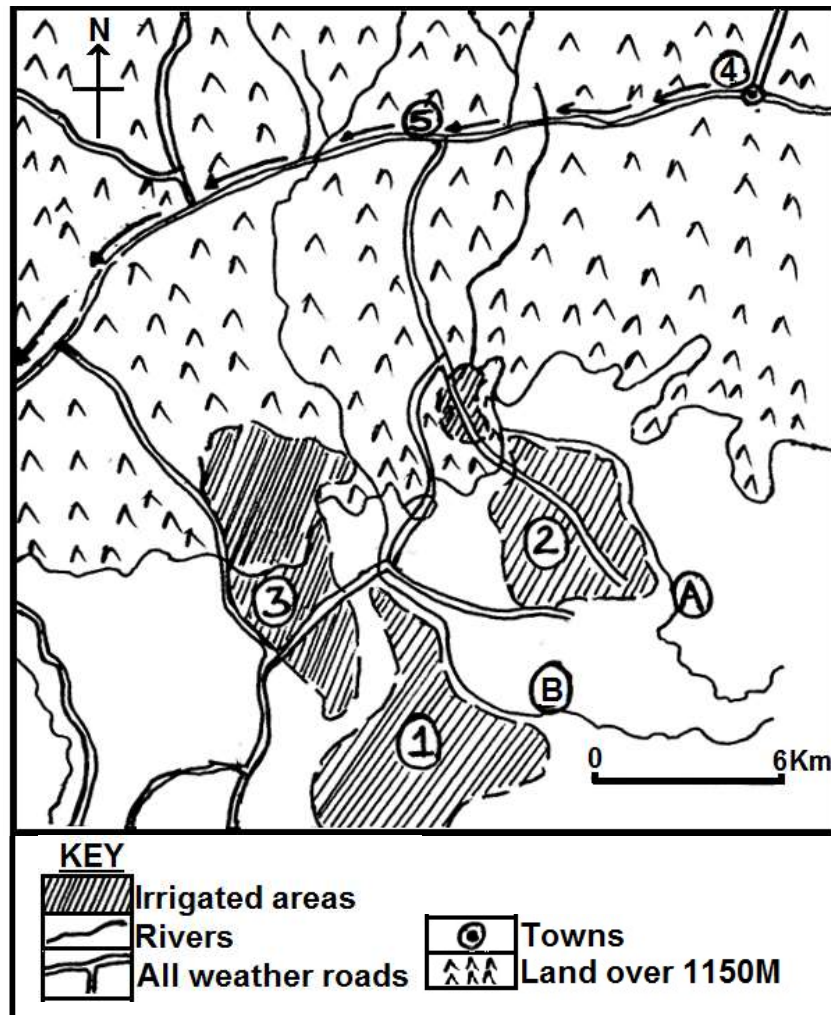 N
4
5
2
3
A
B
1
0 6Km
KEY
Irrigated areas
Rivers
All weather roads
Towns
Land over 1150M